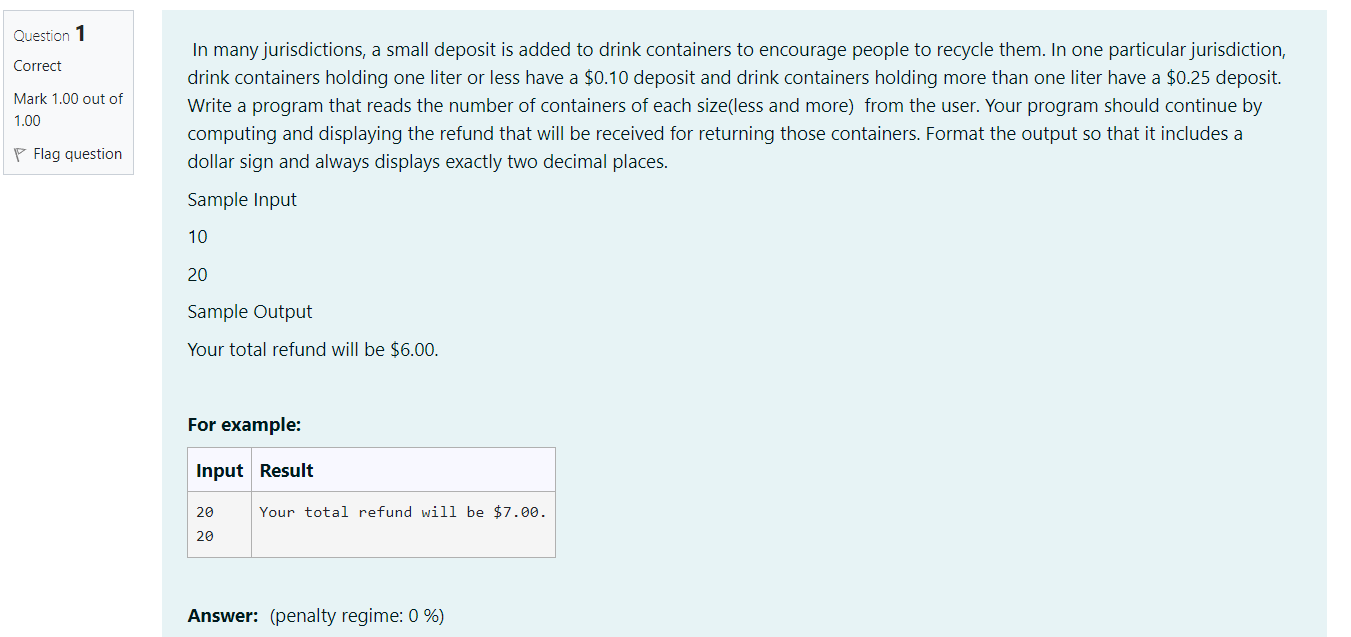 Question 1
Correct
Mark 1.00 out of
1.00
Flag question
In many jurisdictions, a small deposit is added to drink containers to encourage people to recycle them. In one particular jurisdiction,
drink containers holding one liter or less have a $0.10 deposit and drink containers holding more than one liter have a $0.25 deposit.
Write a program that reads the number of containers of each size(less and more)  from the user. Your program should continue by
computing and displaying the refund that will be received for returning those containers. Format the output so that it includes a
dollar sign and always displays exactly two decimal places.
Sample Input
10
20
Sample Output
Your total refund will be $6.00.
For example:
Input Result
20 Your total refund will be $7.00.
20
Answer: (penalty regime: 0 %)